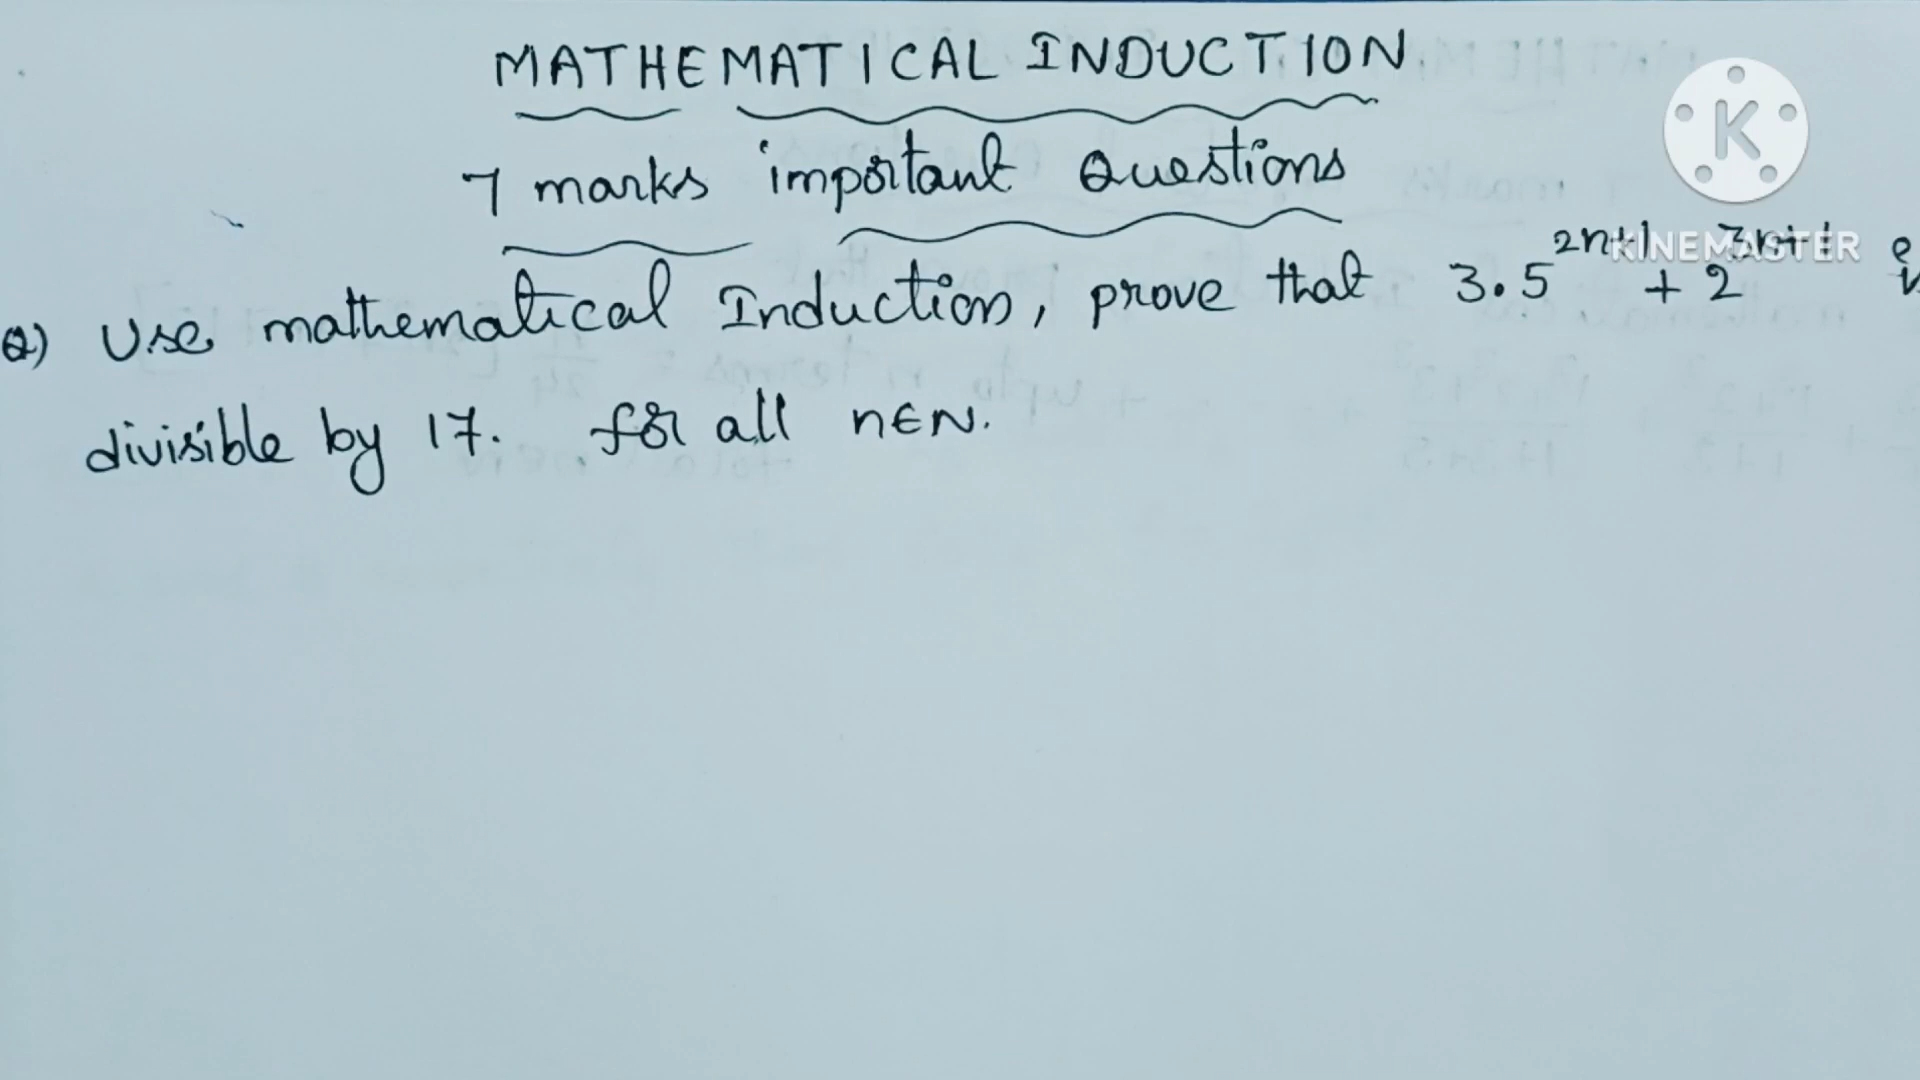 MATHEMATICAL INDUCTION
7 marks important Questions
Q) Use mathematical Induction, prove that 3.5^{2n+1} + 2^{3n+1} is
divisible by 17. for all n∈N.
K
KINEMASTER